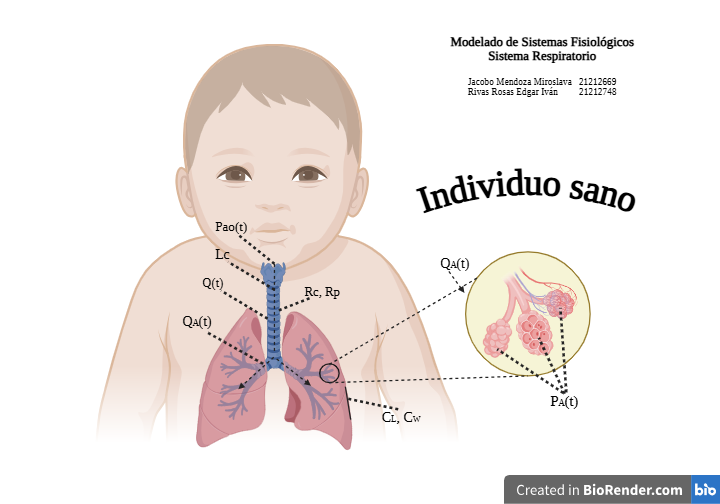 Modelado de Sistemas Fisiológicos
Sistema Respiratorio
Jacobo Mendoza Miroslava 21212669
Rivas Rosas Edgar Iván 21212748
Individuo sano
Pao(t)
Lc
Q(t)
Rc, Rp
QA(t)
QA(t)
PA(t)
CL, CW
Created in BioRender.com bio